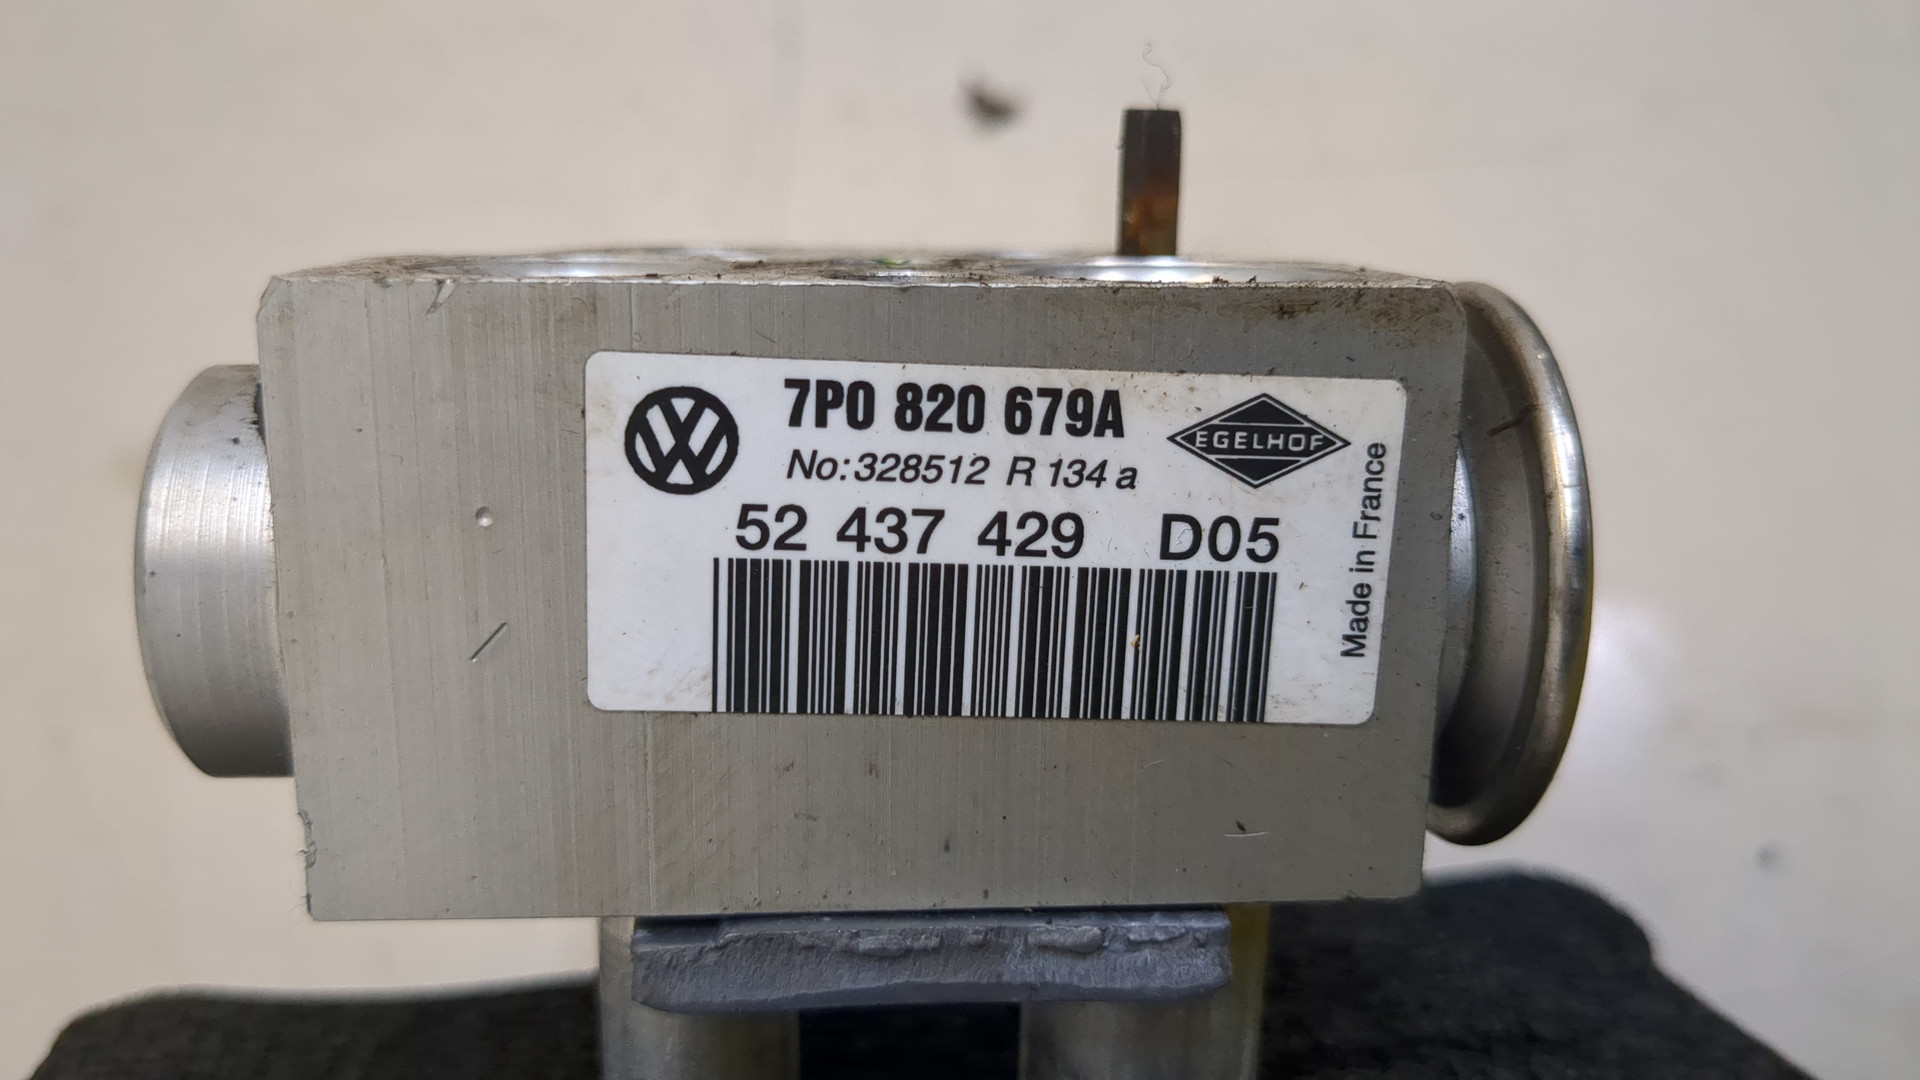 7P0 820 679A
No:328512 R 134 a
52 437 429 D05
EGELHOF
Made in France